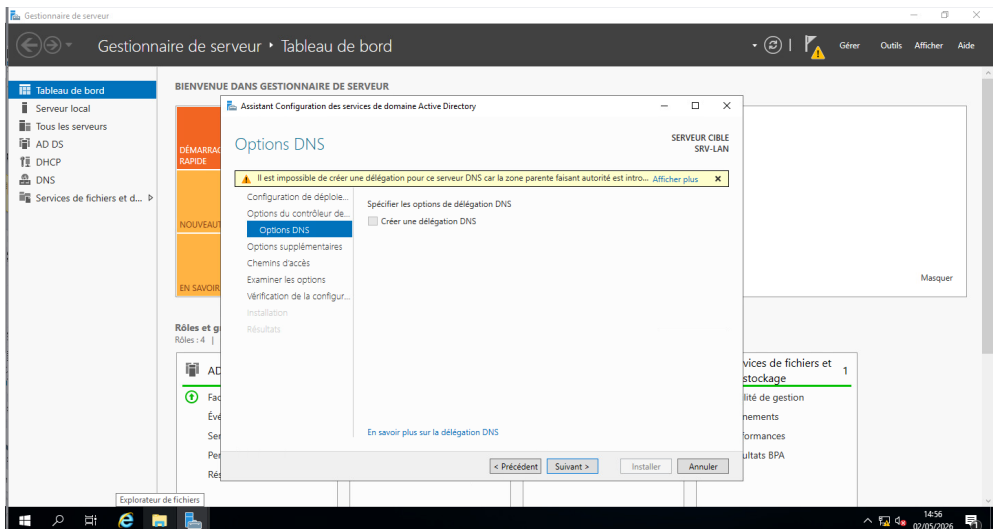 Gestionnaire de serveur
Gestionnaire de serveur • Tableau de bord
Gérer Outils Afficher Aide
Tableau de bord
Serveur local
Tous les serveurs
AD DS
DHCP
DNS
Services de fichiers et d...
BIENVENUE DANS GESTIONNAIRE DE SERVEUR
DÉMARRAG
RAPIDE
NOUVEAUT
EN SAVOIR
Masquer
Assistant Configuration des services de domaine Active Directory
Options DNS
SERVEUR CIBLE
SRV-LAN
Il est impossible de créer une délégation pour ce serveur DNS car la zone parente faisant autorité est intro... Afficher plus
Configuration de déploie...
Options du contrôleur de...
Options DNS
Options supplémentaires
Chemins d'accès
Examiner les options
Vérification de la configur...
Installation
Résultats
Spécifier les options de délégation DNS
Créer une délégation DNS
En savoir plus sur la délégation DNS
< Précédent Suivant > Installer Annuler
Rôles et g
Rôles : 4 |
AD
Fac
Évé
Ser
Per
Rés
vices de fichiers et
stockage
1
lité de gestion
nements
ormances
ultats BPA
Explorateur de fichiers
14:56
02/05/2026